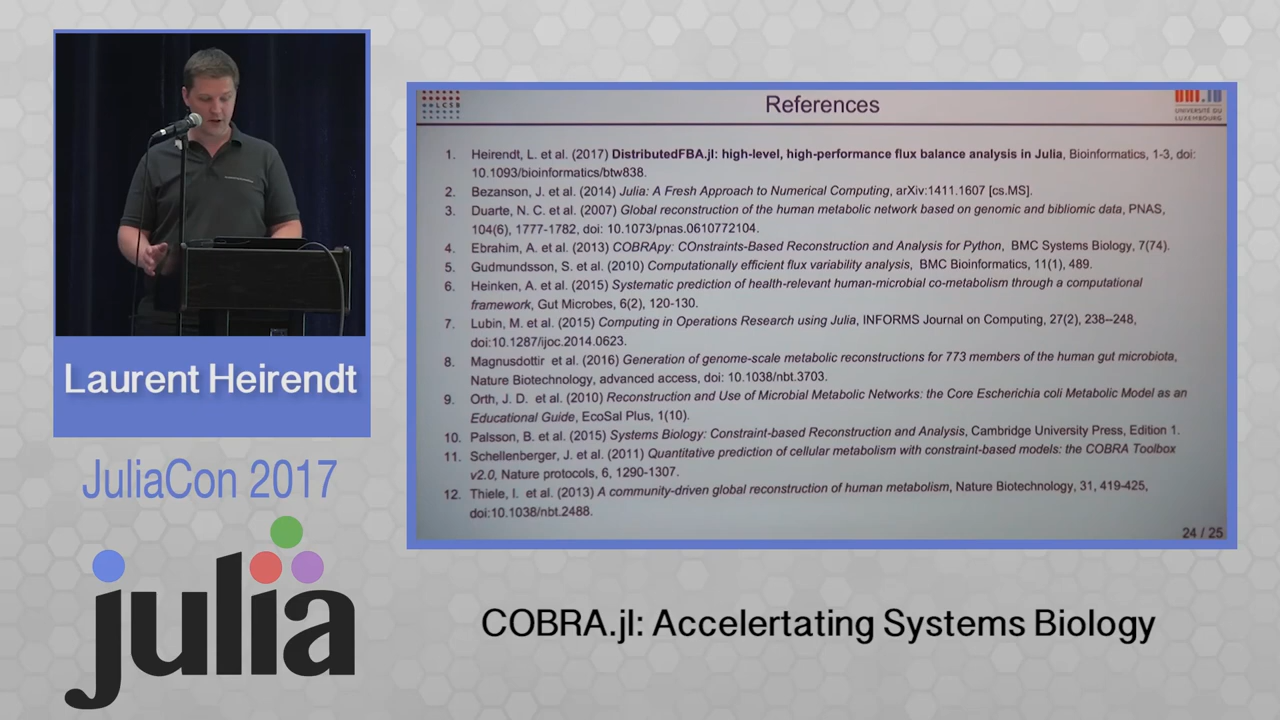 LCSB
References
uni.lu
UNIVERSITÉ DU
LUXEMBOURG
1. Heirendt, L. et al. (2017) DistributedFBA.jl: high-level, high-performance flux balance analysis in Julia, Bioinformatics, 1-3, doi:
10.1093/bioinformatics/btw838.
2. Bezanson, J. et al. (2014) Julia: A Fresh Approach to Numerical Computing, arXiv:1411.1607 [cs.MS].
3. Duarte, N. C. et al. (2007) Global reconstruction of the human metabolic network based on genomic and bibliomic data, PNAS,
104(6), 1777-1782, doi: 10.1073/pnas.0610772104.
4. Ebrahim, A. et al. (2013) COBRApy: COnstraints-Based Reconstruction and Analysis for Python, BMC Systems Biology, 7(74).
5. Gudmundsson, S. et al. (2010) Computationally efficient flux variability analysis, BMC Bioinformatics, 11(1), 489.
6. Heinken, A. et al. (2015) Systematic prediction of health-relevant human-microbial co-metabolism through a computational
framework, Gut Microbes, 6(2), 120-130.
7. Lubin, M. et al. (2015) Computing in Operations Research using Julia, INFORMS Journal on Computing, 27(2), 238--248,
doi:10.1287/ijoc.2014.0623.
8. Magnusdottir et al. (2016) Generation of genome-scale metabolic reconstructions for 773 members of the human gut microbiota,
Nature Biotechnology, advanced access, doi: 10.1038/nbt.3703.
9. Orth, J. D. et al. (2010) Reconstruction and Use of Microbial Metabolic Networks: the Core Escherichia coli Metabolic Model as an
Educational Guide, EcoSal Plus, 1(10).
10. Palsson, B. et al. (2015) Systems Biology: Constraint-based Reconstruction and Analysis, Cambridge University Press, Edition 1.
11. Schellenberger, J. et al. (2011) Quantitative prediction of cellular metabolism with constraint-based models: the COBRA Toolbox
v2.0, Nature protocols, 6, 1290-1307.
12. Thiele, I. et al. (2013) A community-driven global reconstruction of human metabolism, Nature Biotechnology, 31, 419-425,
doi:10.1038/nbt.2488.
24 / 25
Laurent Heirendt
JuliaCon 2017
julia
COBRA.jl: Accelertating Systems Biology